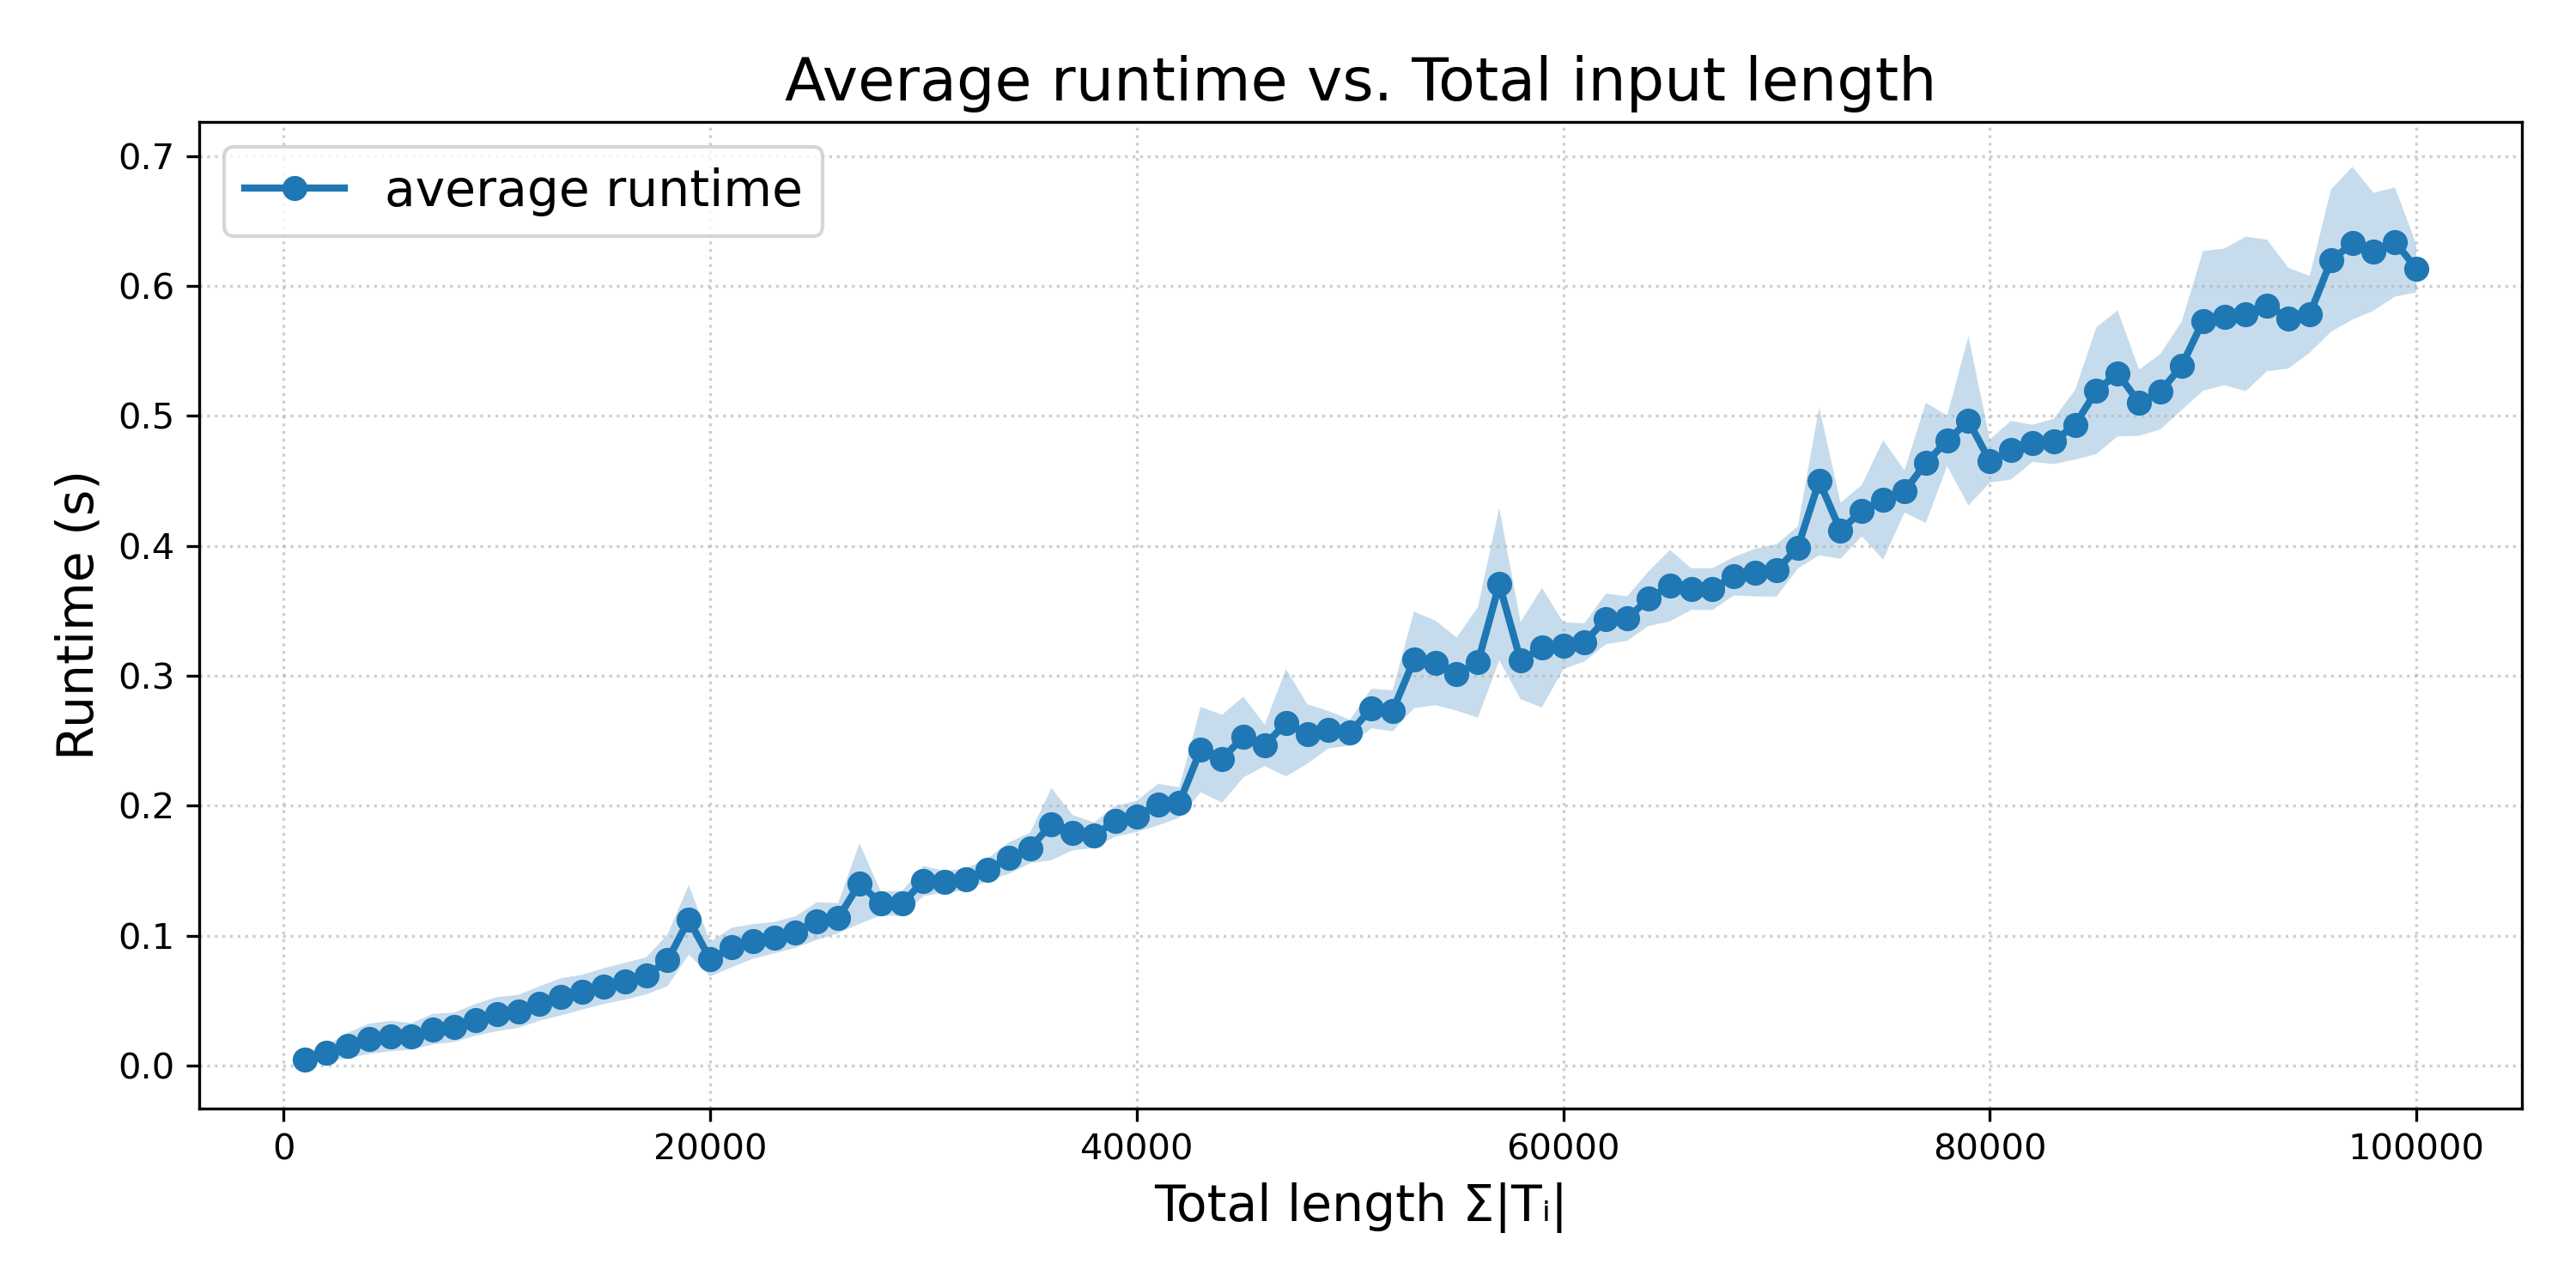 Average runtime vs. Total input length
average runtime
Runtime (s)
0.7
0.6
0.5
0.4
0.3
0.2
0.1
0.0
0 20000 40000 60000 80000 100000
Total length Σ|Tᵢ|